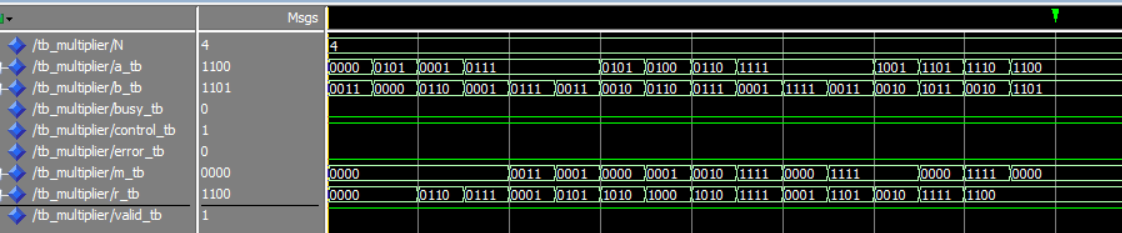 Msgs
/tb_multiplier/N 4 4
/tb_multiplier/a_tb 1100 0000 0101 0001 0111 0101 0100 0110 1111 1001 1101 1110 1100
/tb_multiplier/b_tb 1101 0011 0000 0110 0001 0111 0011 0010 0110 0111 0001 1111 0011 0010 1011 0010 1101
/tb_multiplier/busy_tb 0
/tb_multiplier/control_tb 1
/tb_multiplier/error_tb 0
/tb_multiplier/m_tb 0000 0000 0011 0001 0000 0001 0010 1111 0000 1111 0000 1111 0000
/tb_multiplier/r_tb 1100 0000 0110 0111 0001 0101 1010 1000 1010 1111 0001 1101 0010 1111 1100
/tb_multiplier/valid_tb 1